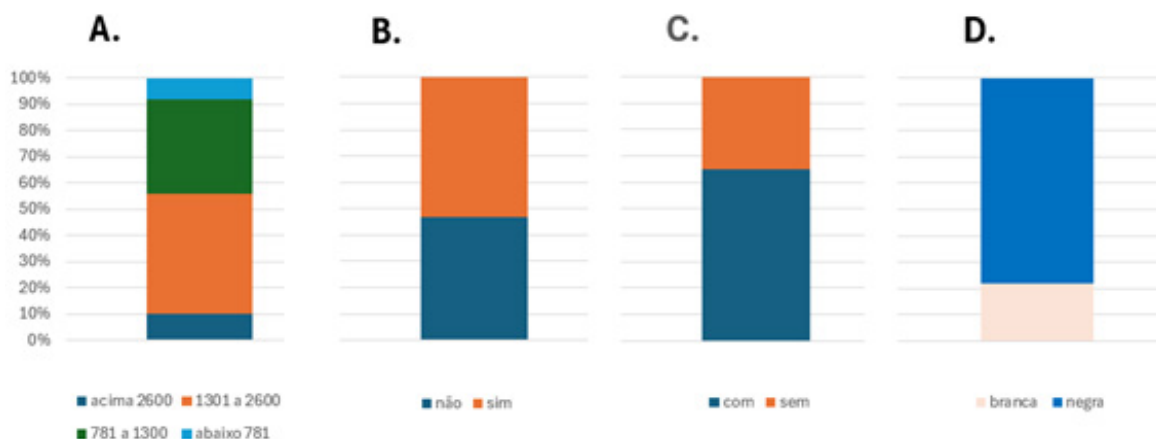 A. B. C. D.
100%
90%
80%
70%
60%
50%
40%
30%
20%
10%
0%
acima 2600 1301 a 2600
781 a 1300 abaixo 781
não sim
com sem
branca negra